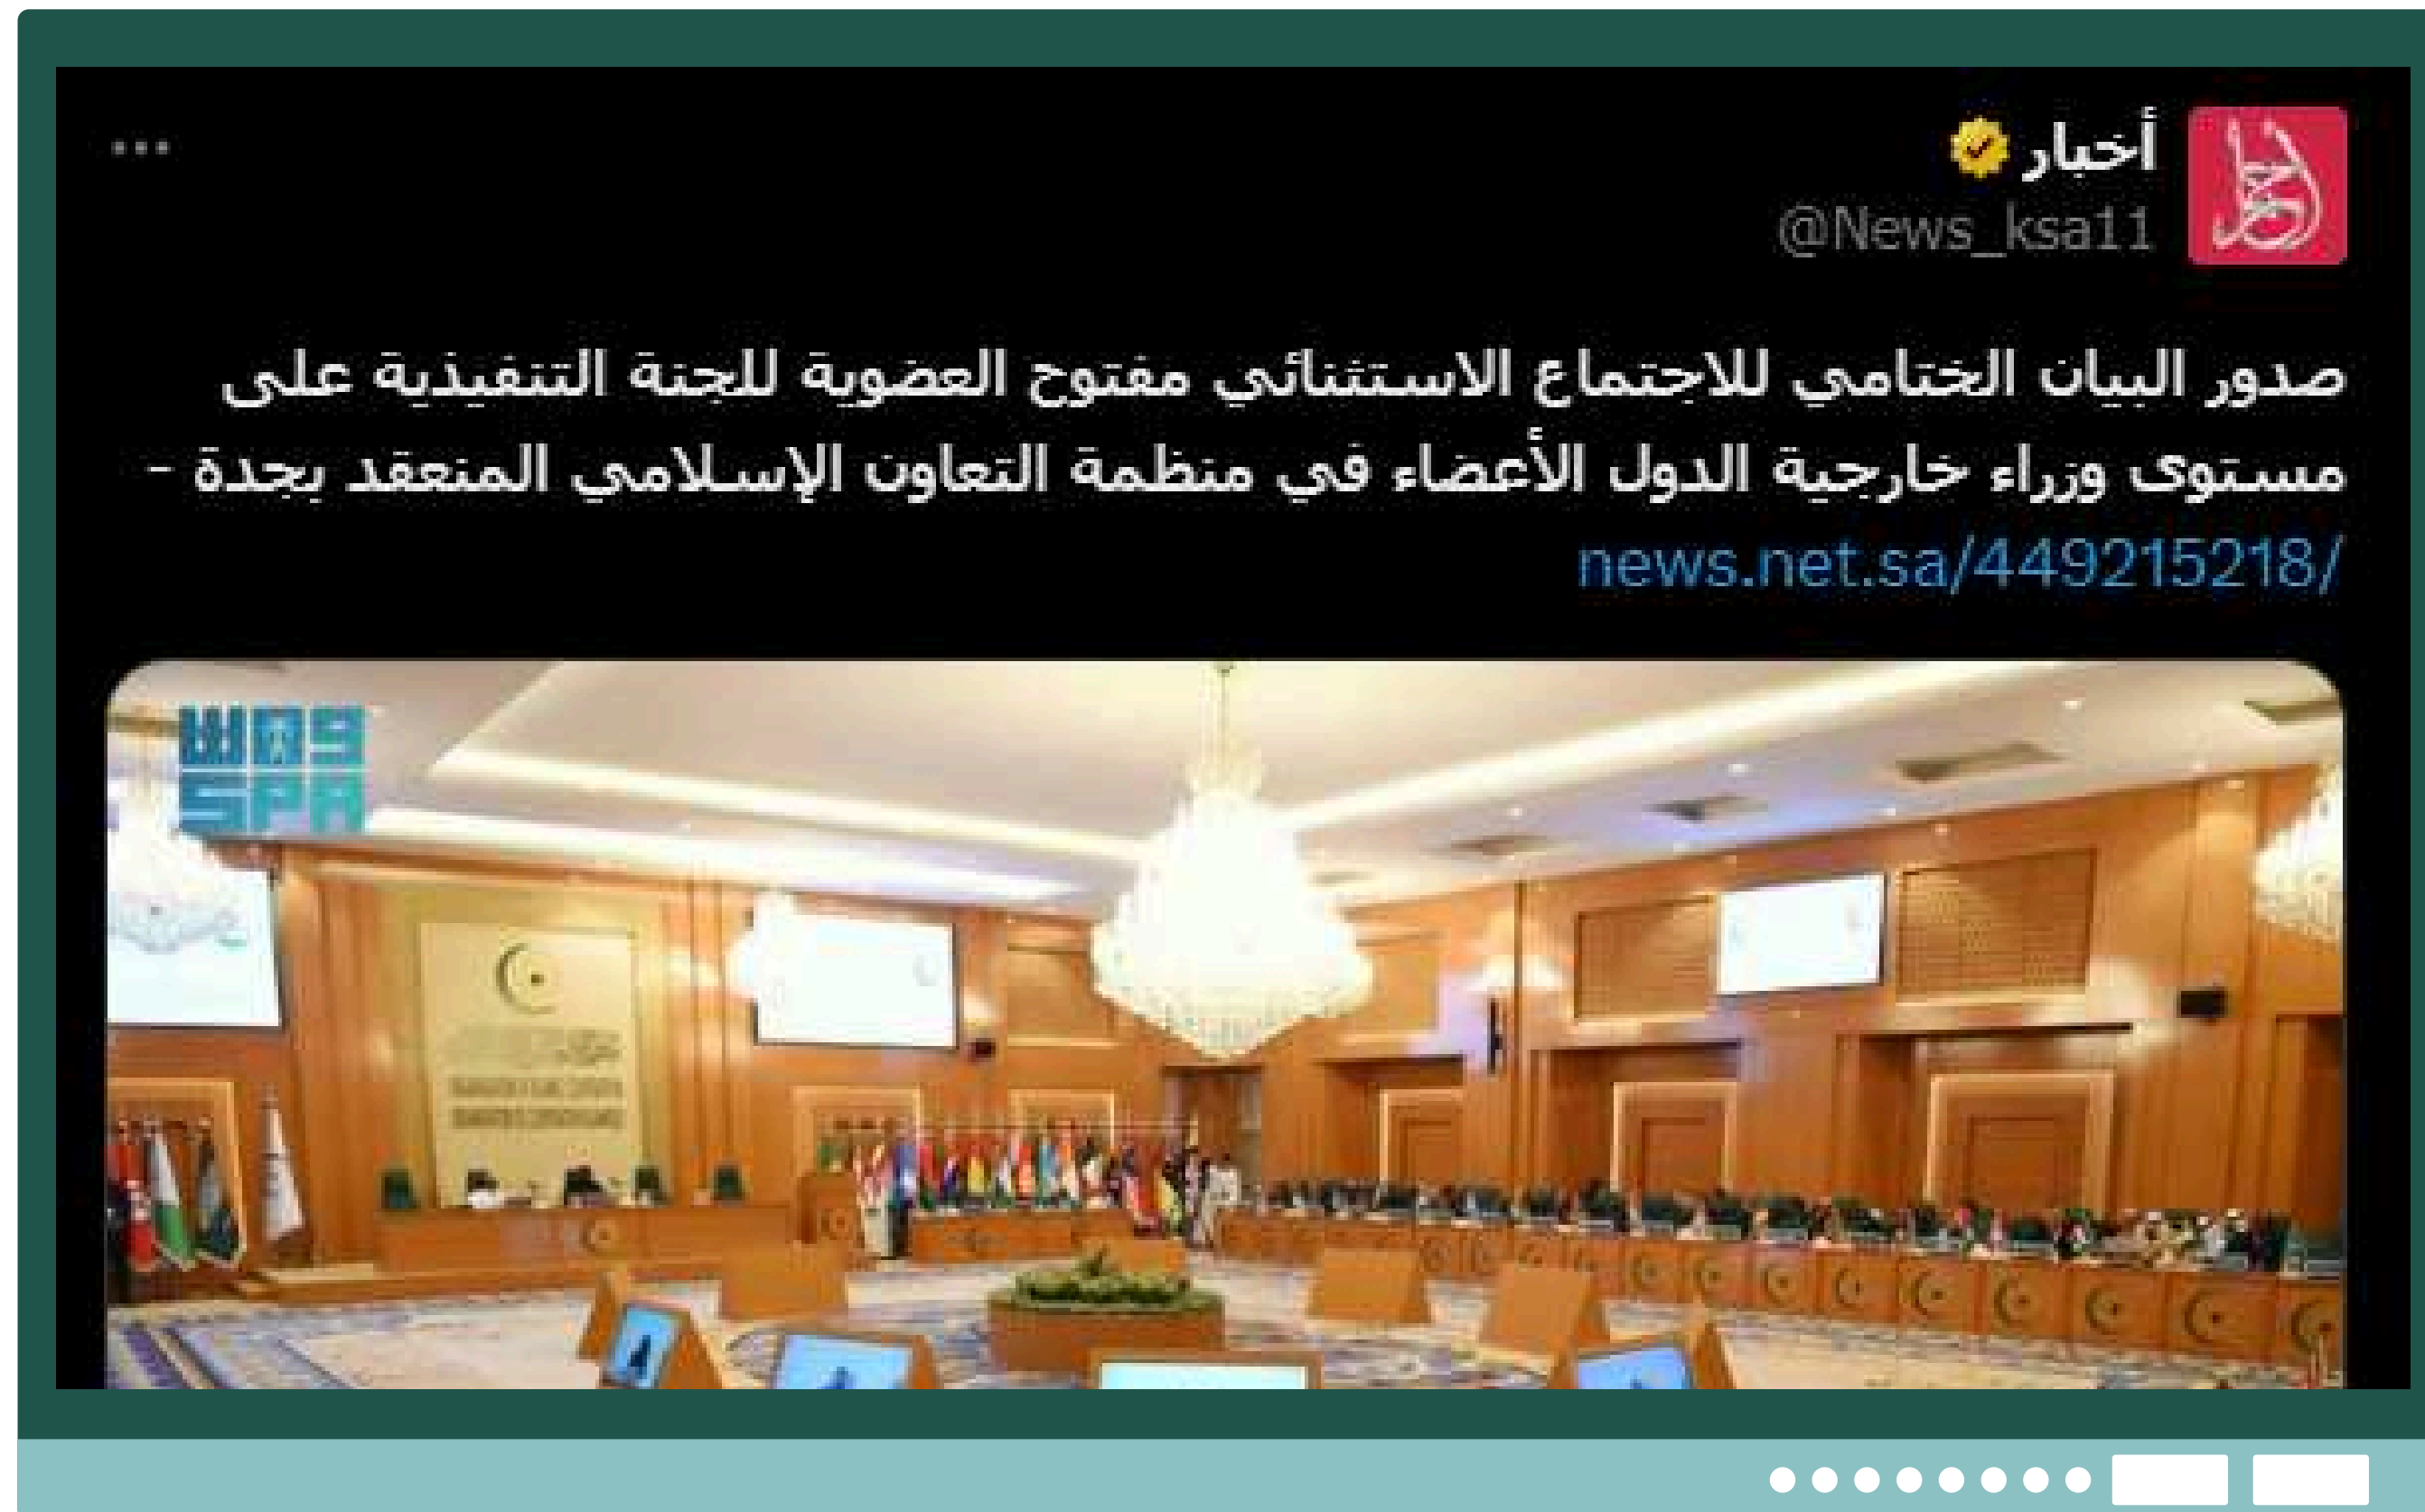 أخبار
@News_ksa11
صدور البيان الختامي للاجتماع الاستثنائي مفتوح العضوية للجنة التنفيذية على
مستوى وزراء خارجية الدول الأعضاء في منظمة التعاون الإسلامي المنعقد بجدة -
news.net.sa/449215218/
واس
SPA